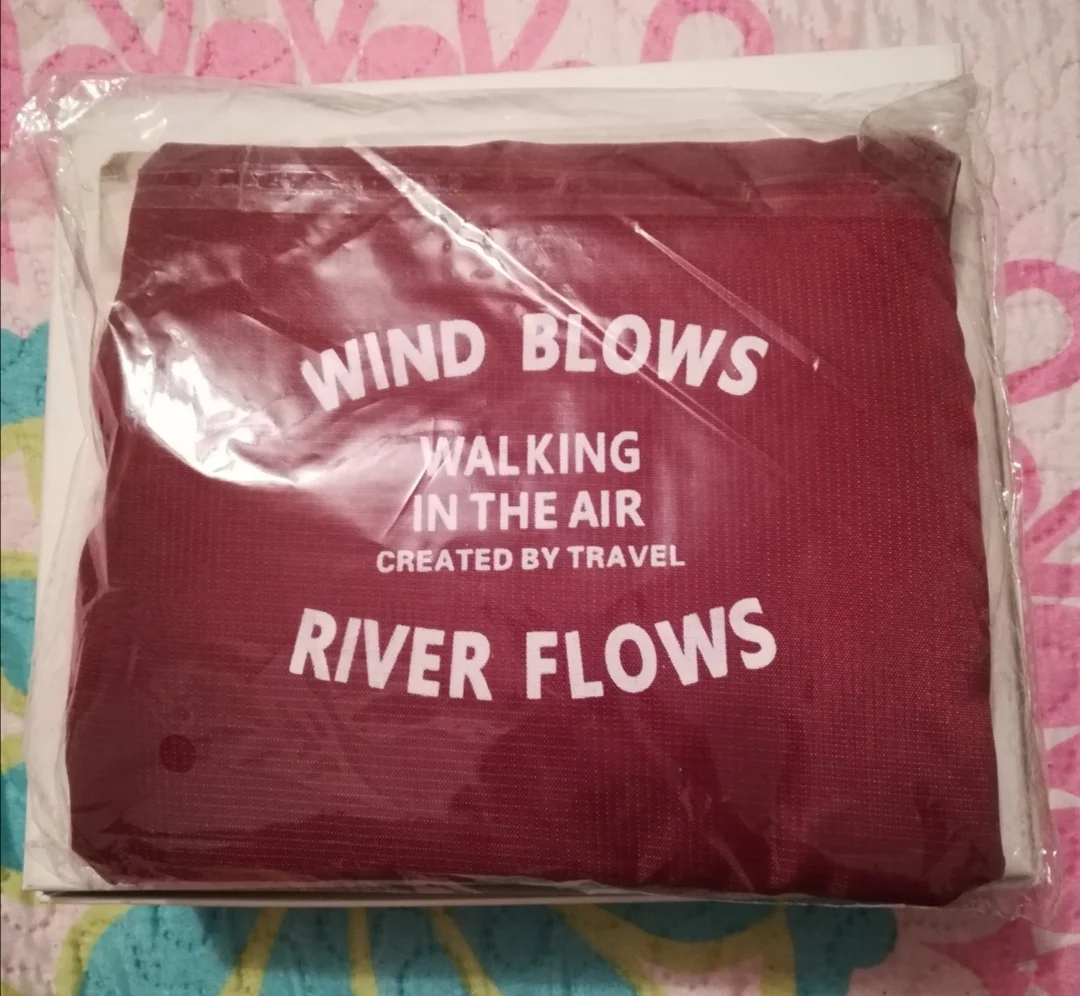 WIND BLOWS
WALKING
IN THE AIR
CREATED BY TRAVEL
RIVER FLOWS